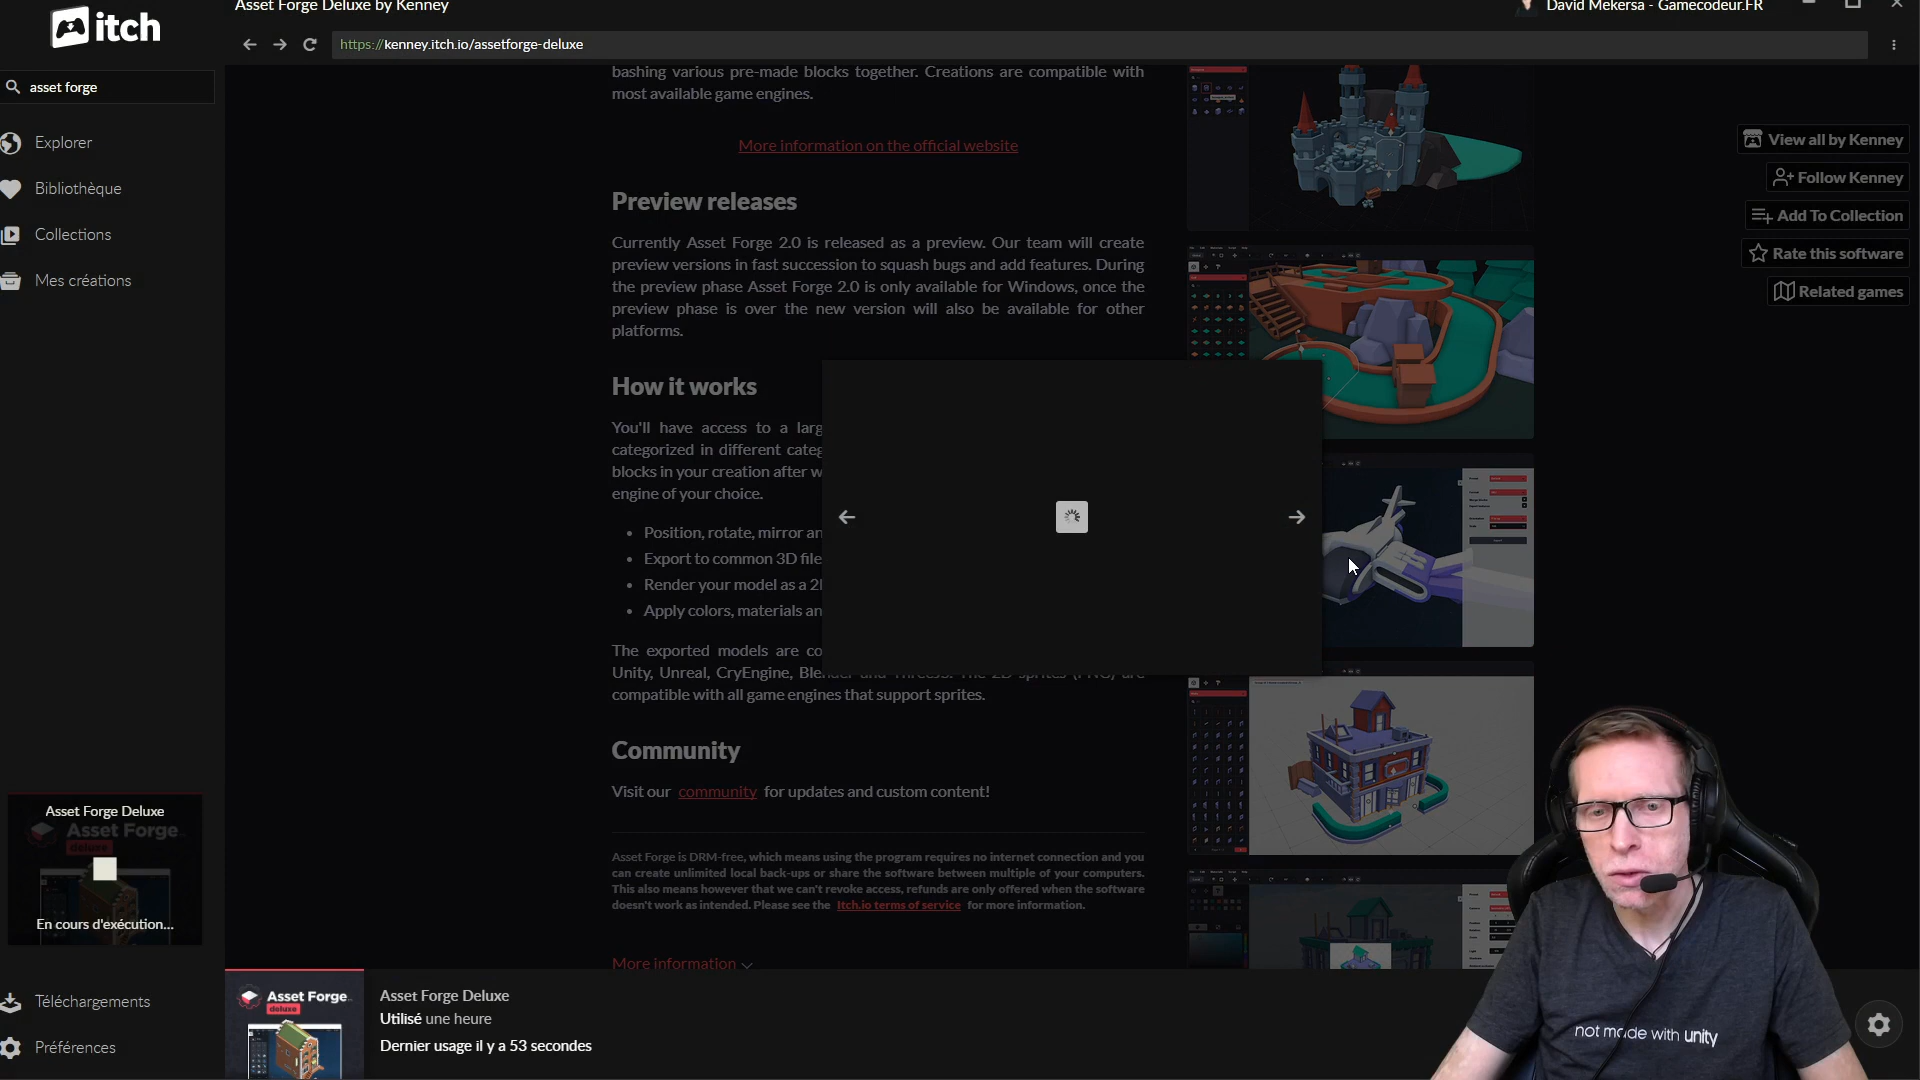 Asset Forge Deluxe by Kenney
David Mekersa - Gamecodeur.FR
itch
https://kenney.itch.io/assetforge-deluxe
asset forge
Explorer
Bibliothèque
Collections
Mes créations
bashing various pre-made blocks together. Creations are compatible with
most available game engines.
More information on the official website
Preview releases
Currently Asset Forge 2.0 is released as a preview. Our team will create
preview versions in fast succession to squash bugs and add features. During
the preview phase Asset Forge 2.0 is only available for Windows, once the
preview phase is over the new version will also be available for other
platforms.
How it works
You'll have access to a larg
categorized in different categ
blocks in your creation after w
engine of your choice.
Position, rotate, mirror an
Export to common 3D file
Render your model as a 2
Apply colors, materials an
The exported models are co
Unity, Unreal, CryEngine, Blender and ThreeJS. The 2D sprites (PNG) are
compatible with all game engines that support sprites.
Community
Visit our community for updates and custom content!
Asset Forge is DRM-free, which means using the program requires no internet connection and you
can create unlimited local back-ups or share the software between multiple of your computers.
This also means however that we can't revoke access, refunds are only offered when the software
doesn't work as intended. Please see the Itch.io terms of service for more information.
More information
View all by Kenney
Follow Kenney
Add To Collection
Rate this software
Related games
Asset Forge Deluxe
Asset Forge
deluxe
En cours d'exécution...
Téléchargements
Préférences
Asset Forge
deluxe
Asset Forge Deluxe
Utilisé une heure
Dernier usage il y a 53 secondes
not made with unity